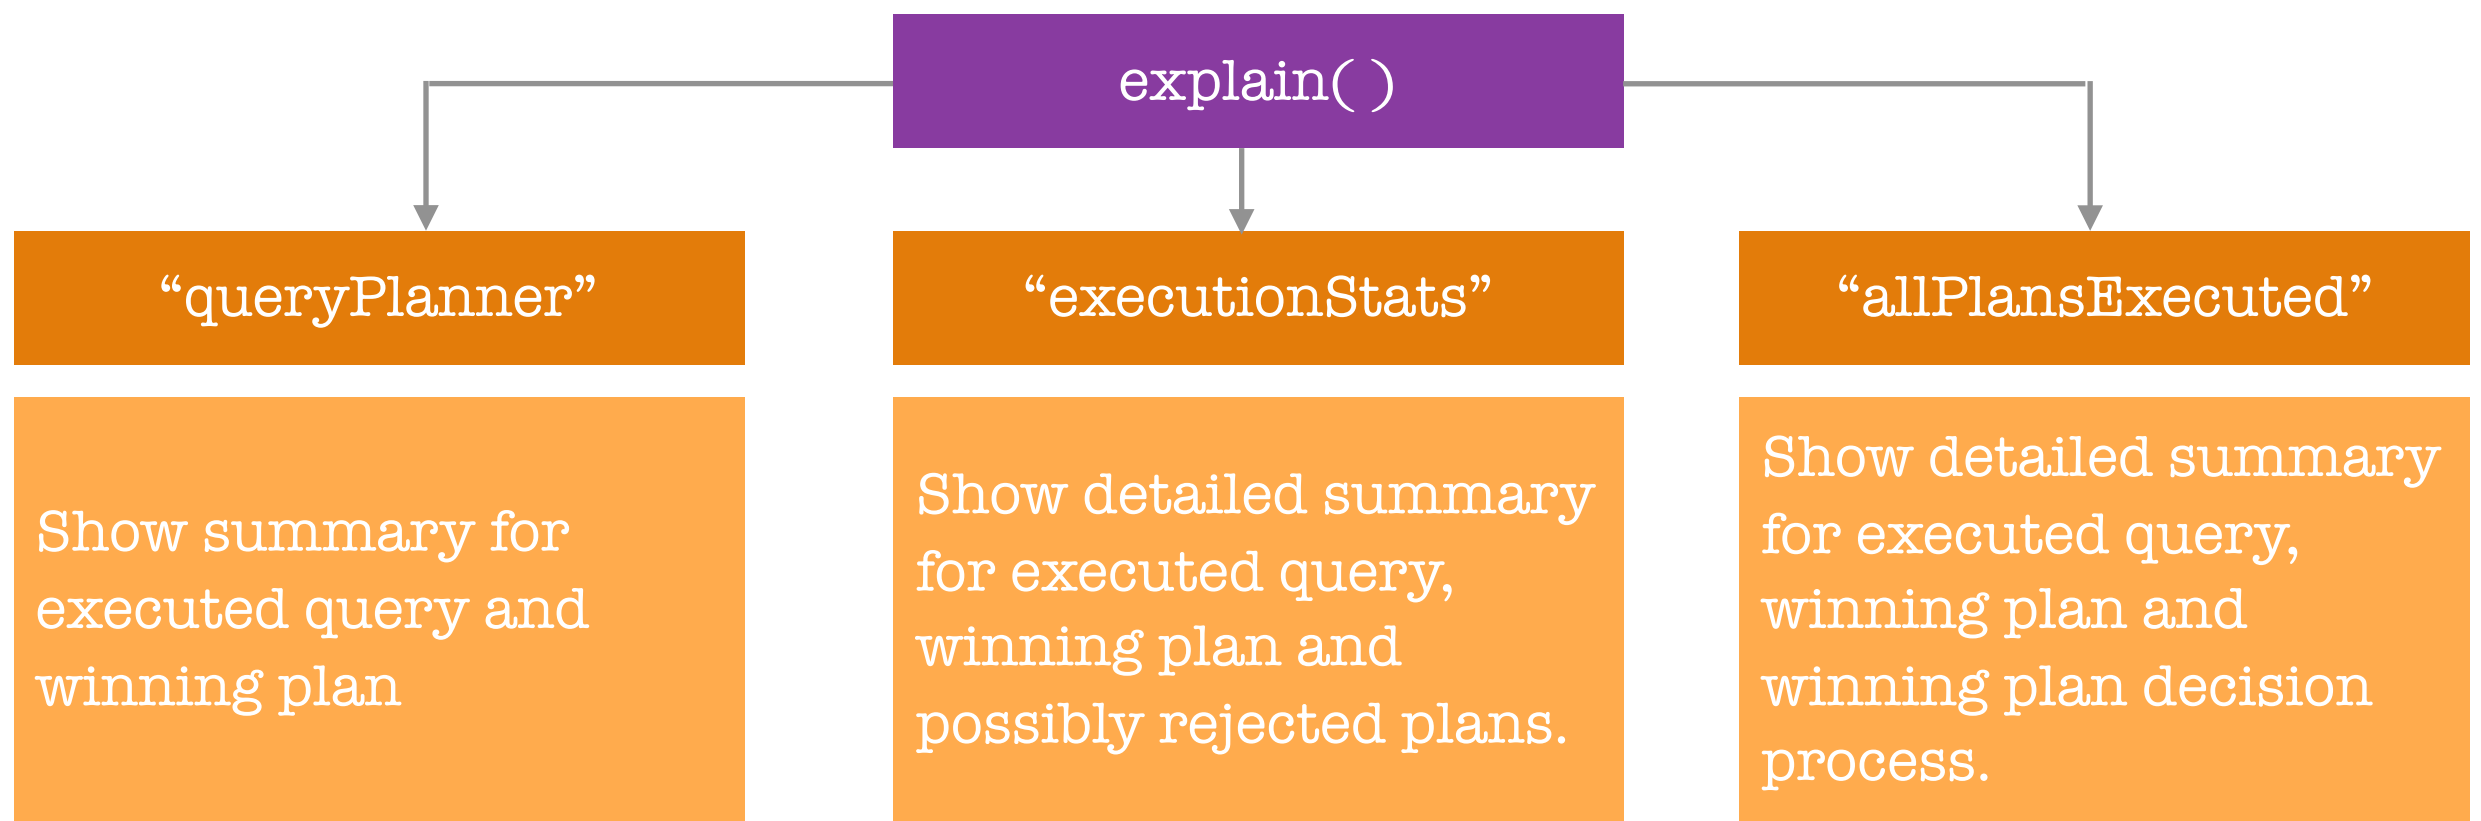 explain( )
“queryPlanner”
“executionStats”
“allPlansExecuted”
Show summary for
executed query and
winning plan
Show detailed summary
for executed query,
winning plan and
possibly rejected plans.
Show detailed summary
for executed query,
winning plan and
winning plan decision
process.